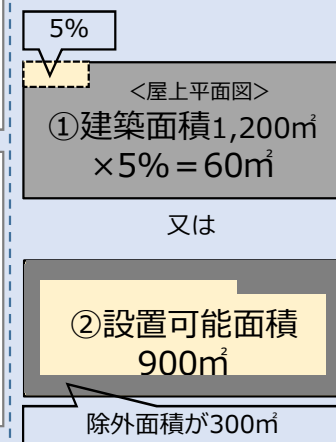 5%
<屋上平面図>
①建築面積1,200㎡
×5%＝60㎡
又は
②設置可能面積
900㎡
除外面積が300㎡